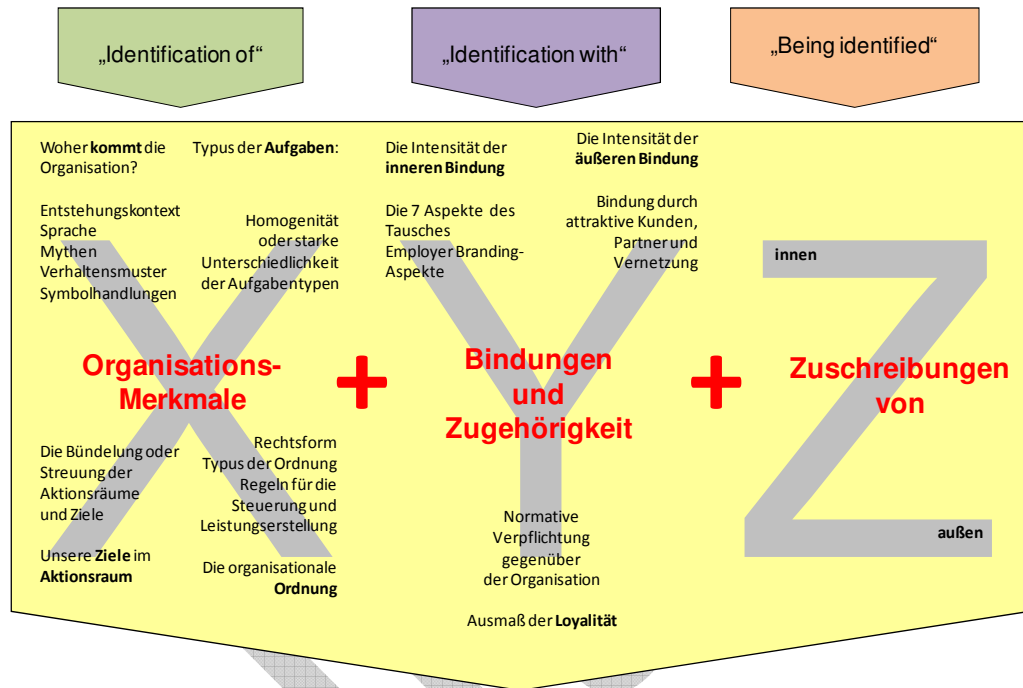 „Identification of“
„Identification with“
„Being identified“
Woher kommt die
Organisation?
Entstehungskontext
Sprache
Mythen
Verhaltensmuster
Symbolhandlungen
Typus der Aufgaben:
Homogenität
oder starke
Unterschiedlichkeit
der Aufgabentypen
Die Intensität der
inneren Bindung
Die 7 Aspekte des
Tausches
Employer Branding-
Aspekte
Die Intensität der
äußeren Bindung
Bindung durch
attraktive Kunden,
Partner und
Vernetzung
innen
X
Y
Z
Organisations-
Merkmale
+
Bindungen
und
Zugehörigkeit
+
Zuschreibungen
von
Die Bündelung oder
Streuung der
Aktionsräume
und Ziele
Unsere Ziele im
Aktionsraum
Rechtsform
Typus der Ordnung
Regeln für die
Steuerung und
Leistungserstellung
Die organisationale
Ordnung
Normative
Verpflichtung
gegenüber
der Organisation
Ausmaß der Loyalität
außen